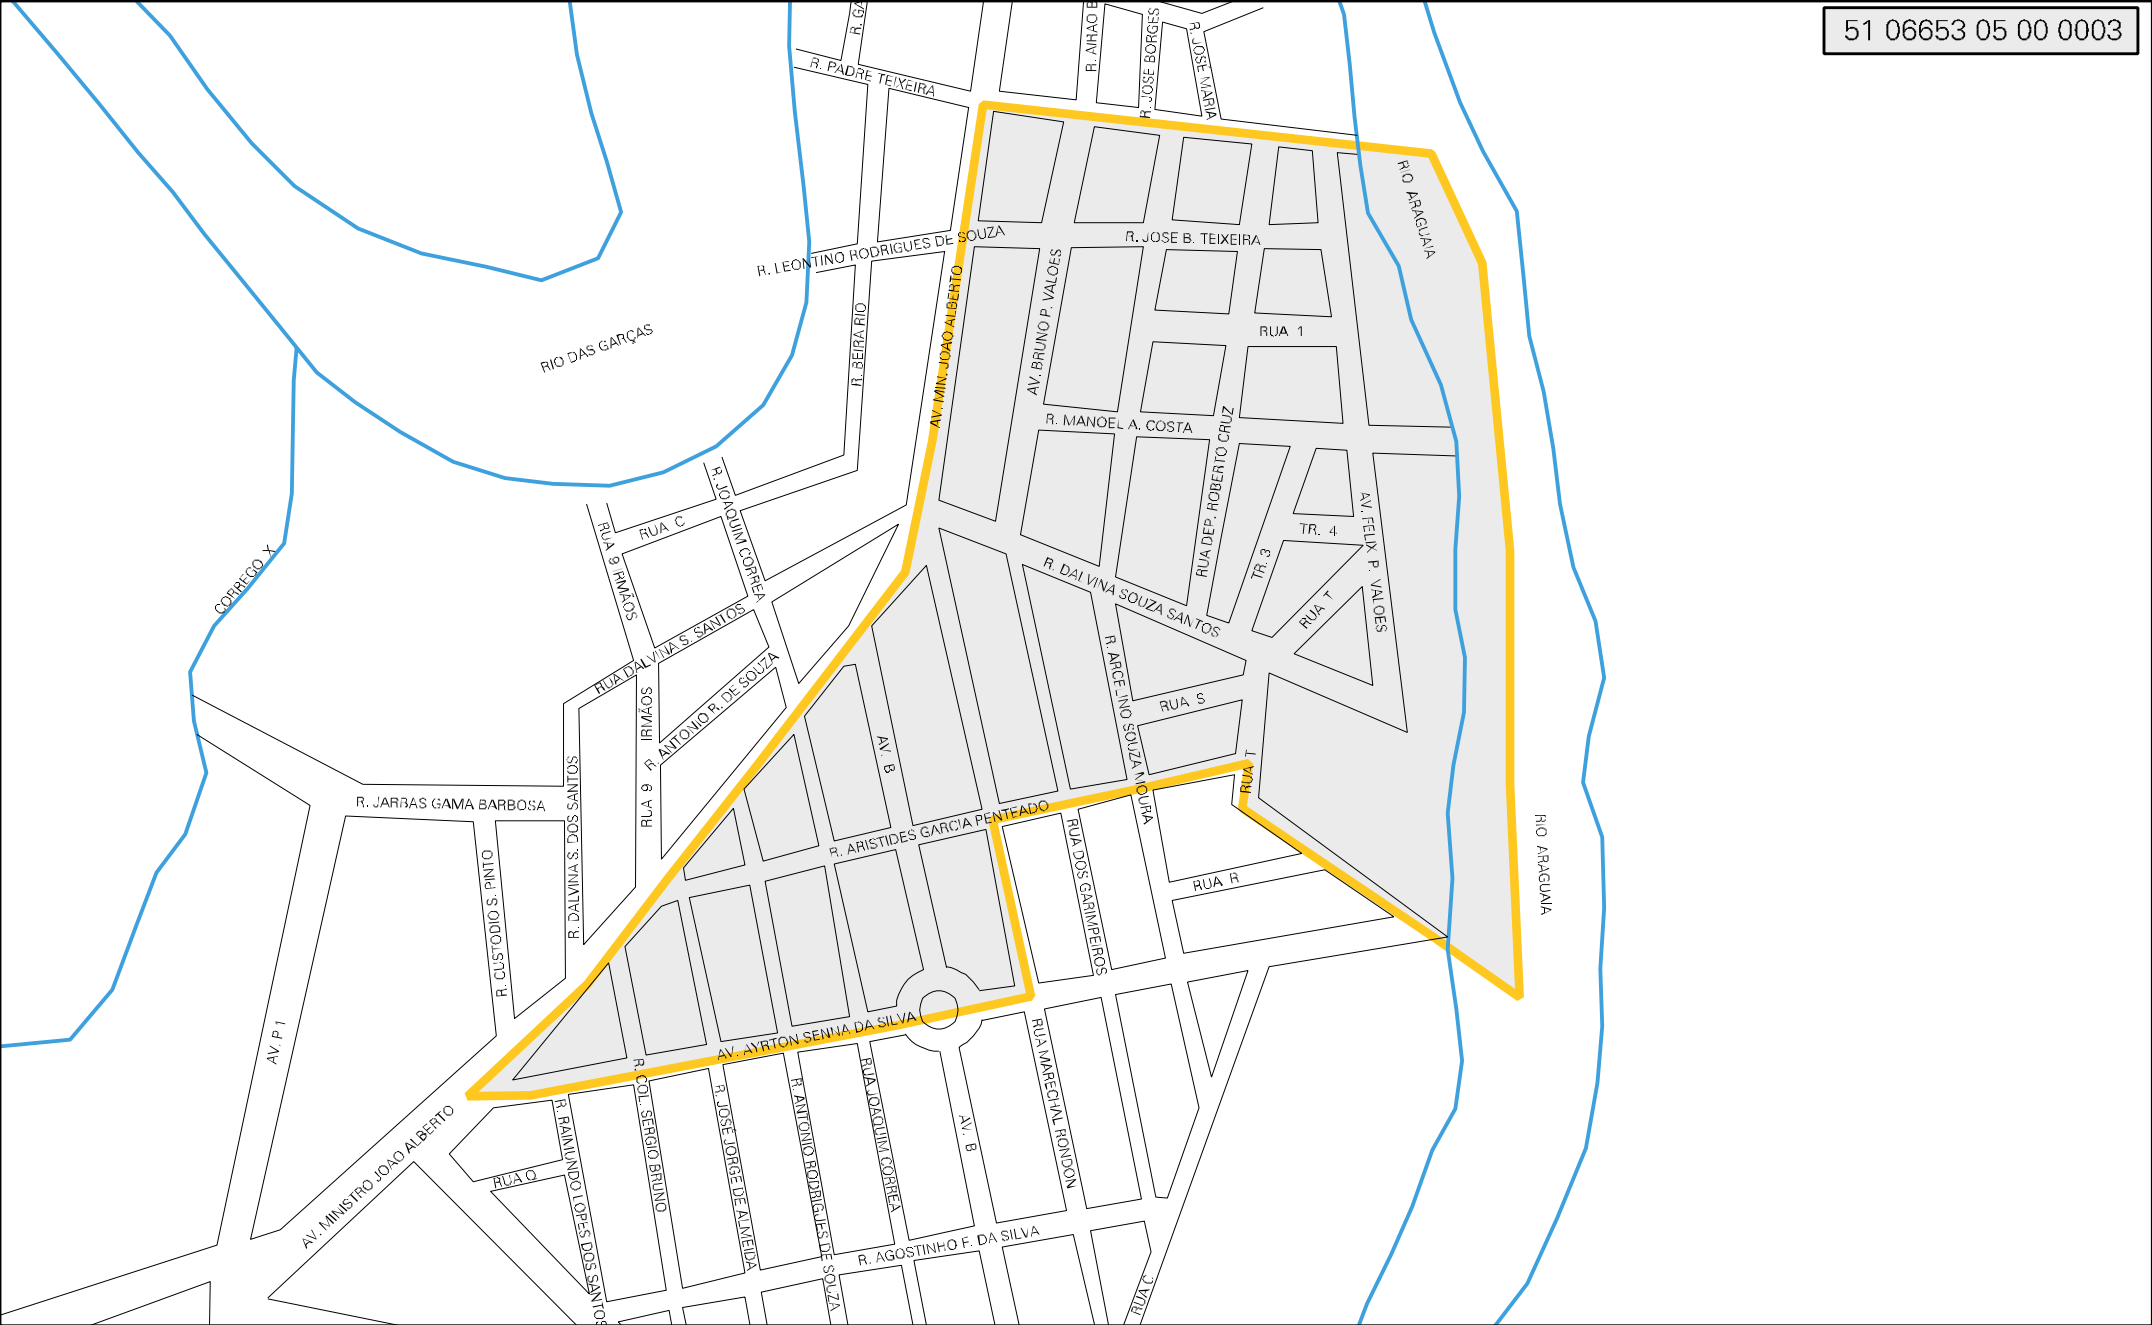 51 06653 05 00 0003
R. GA
R. AIRAO B
R. JOSE BORGES
R. JOSE MARIA
R. PADRE TEIXEIRA
RIO ARAGUAIA
R. LEONTINO RODRIGUES DE SOUZA
R. JOSE B. TEIXEIRA
AV. MIN. JOAO ALBERTO
AV. BRUNO P. VALOES
RIO DAS GARÇAS
R. BEIRA RIO
RUA 1
R. MANOEL A. COSTA
RUA DEP. ROBERTO CRUZ
R. JOAQUIM CORREA
RUA C
RUA 9 IRMÃOS
CORREGO X
TR. 4
TR. 3
AV. FELIX P. VALOES
RUA T
R. DALVINA SOUZA SANTOS
RUA DALVINA S. SANTOS
R. ANTONIO R. DE SOUZA
RUA 9 IRMÃOS
R. ARCELINO SOUZA MOURA
RUA S
AV. B
RUA T
R. JARBAS GAMA BARBOSA
R. DALVINA S. DOS SANTOS
R. CUSTODIO S. PINTO
R. ARISTIDES GARCIA PENTEADO
RUA DOS GARIMPEIROS
RUA R
RIO ARAGUAIA
AV. P1
AV. AYRTON SENNA DA SILVA
AV. MINISTRO JOAO ALBERTO
RUA Q
R. RAIMUNDO LOPES DOS SANTOS
R. COL. SERGIO BRUNO
R. JOSE JORGE DE ALMEIDA
R. ANTONIO RODRIGUES DE SOUZA
RUA JOAQUIM CORREA
AV. B
RUA MARECHAL RONDON
R. AGOSTINHO F. DA SILVA
RUA C